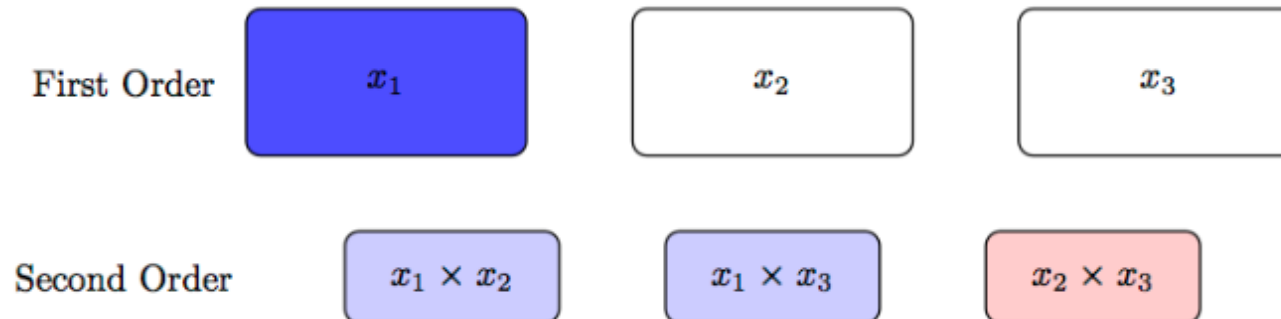 First Order x₁ x₂ x₃
Second Order x₁ × x₂ x₁ × x₃ x₂ × x₃